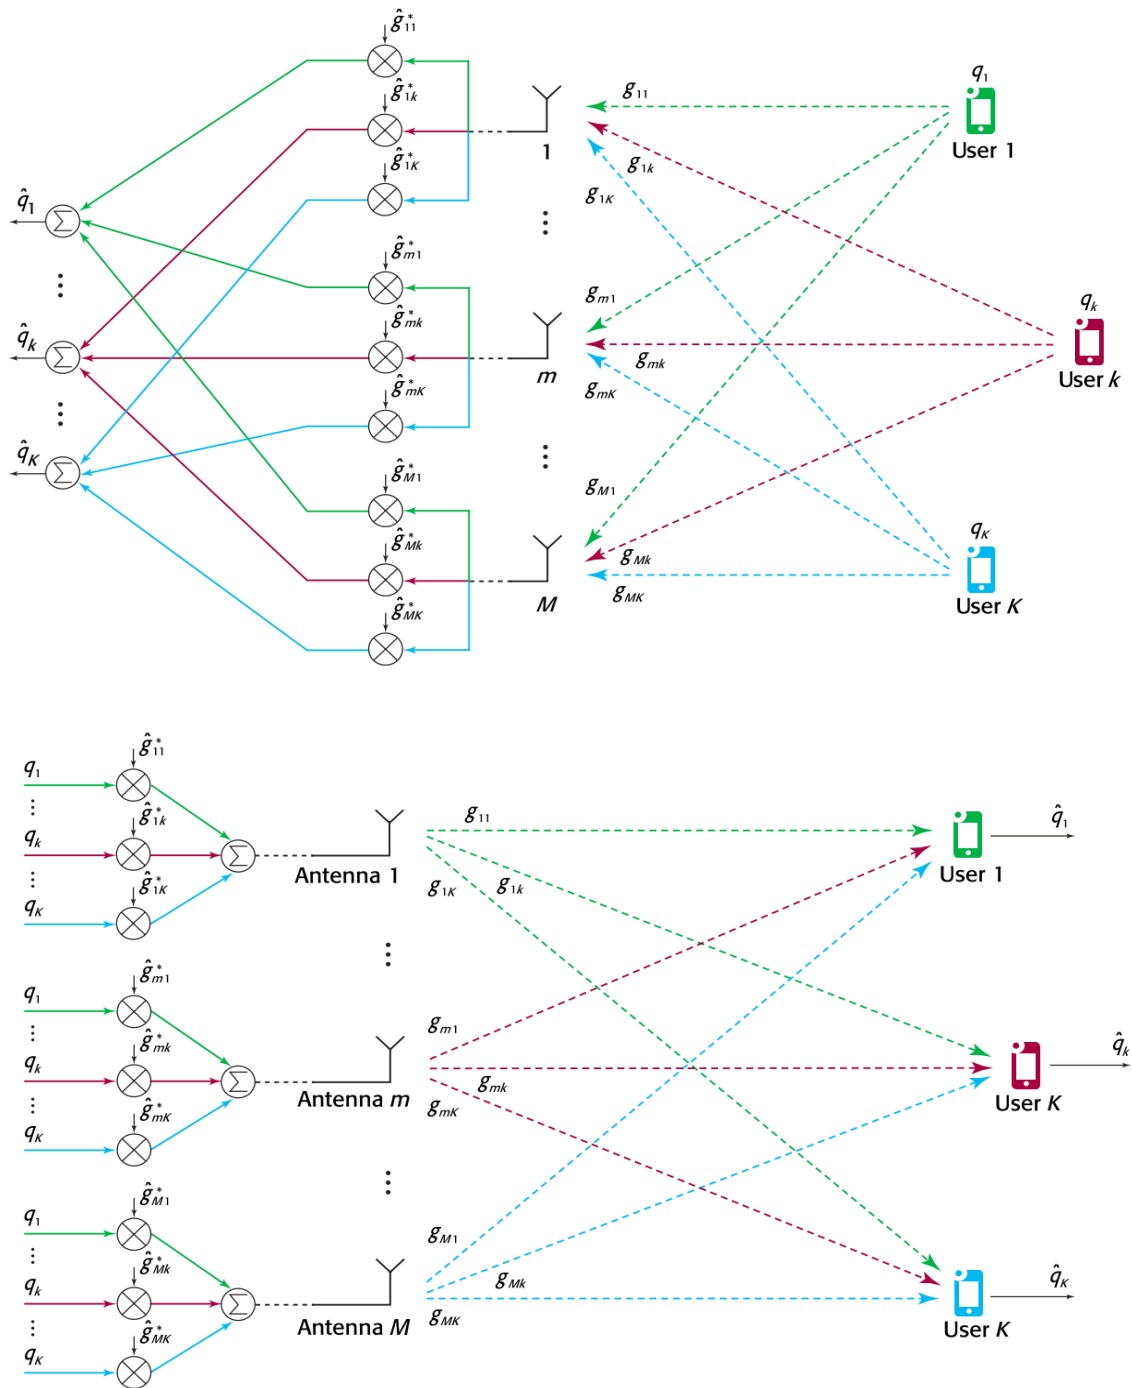 ĝ*₁₁
ĝ*₁ₖ
ĝ*₁K
1
g₁₁
g₁ₖ
g₁K
q₁
User 1
q̂₁
Σ
⋮
ĝ*ₘ₁
ĝ*ₘₖ
ĝ*ₘK
m
gₘ₁
gₘₖ
gₘK
qₖ
User k
q̂ₖ
Σ
⋮
q̂K
Σ
ĝ*M₁
ĝ*Mₖ
ĝ*MK
M
gM₁
gMₖ
gMK
qK
User K
q₁
ĝ*₁₁
...
qₖ
ĝ*₁ₖ
Σ
...
qK
ĝ*₁K
Antenna 1
g₁₁
g₁ₖ
g₁K
q̂₁
User 1
⋮
q₁
ĝ*ₘ₁
...
qₖ
ĝ*ₘₖ
Σ
...
qK
ĝ*ₘK
Antenna m
gₘ₁
gₘₖ
gₘK
q̂ₖ
User K
⋮
q₁
ĝ*M₁
...
qₖ
ĝ*Mₖ
Σ
...
qK
ĝ*MK
Antenna M
gM₁
gMₖ
gMK
q̂K
User K